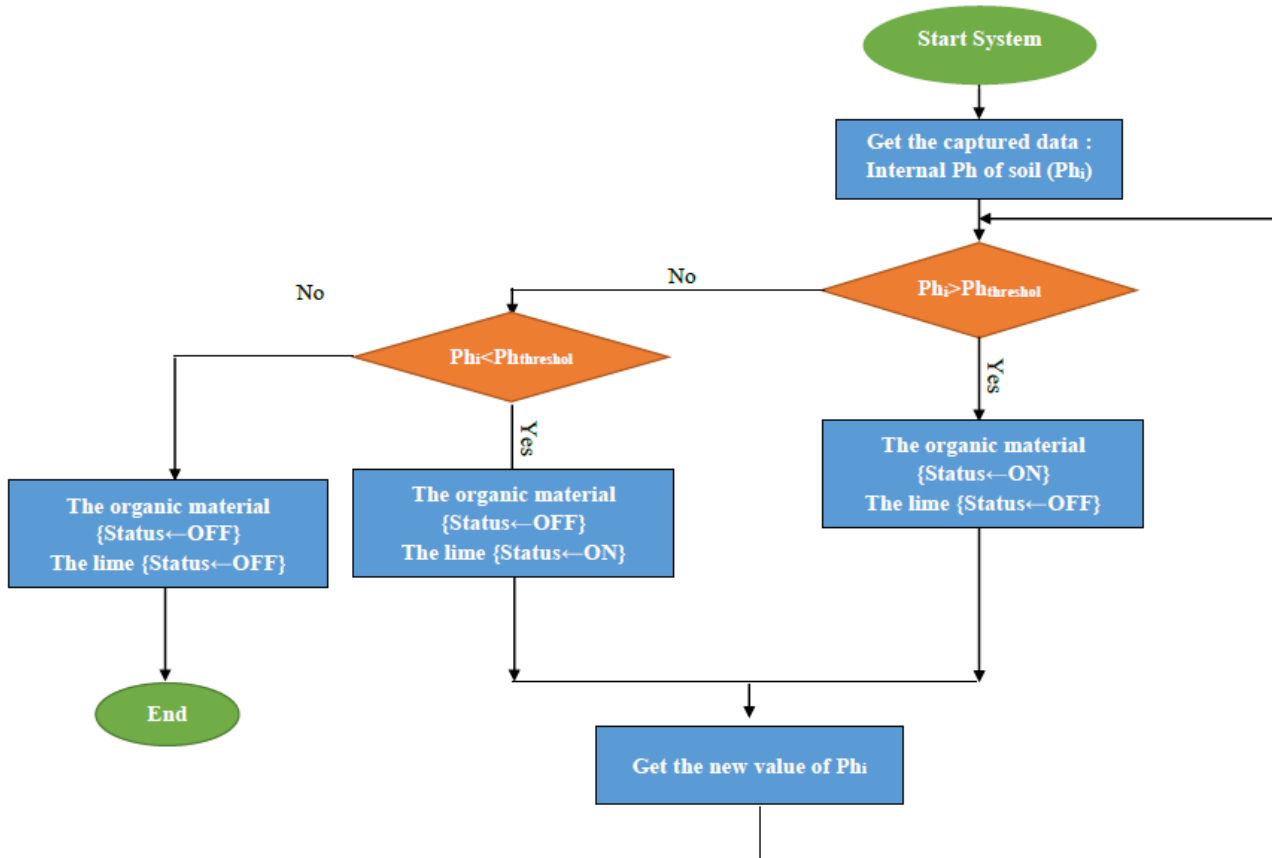 Start System
Get the captured data :
Internal Ph of soil (Phᵢ)
Phᵢ>Phthreshol
No
Yes
Phᵢ<Phthreshol
No
Yes
The organic material
{Status←ON}
The lime {Status←OFF}
The organic material
{Status←OFF}
The lime {Status←ON}
The organic material
{Status←OFF}
The lime {Status←OFF}
End
Get the new value of Phᵢ